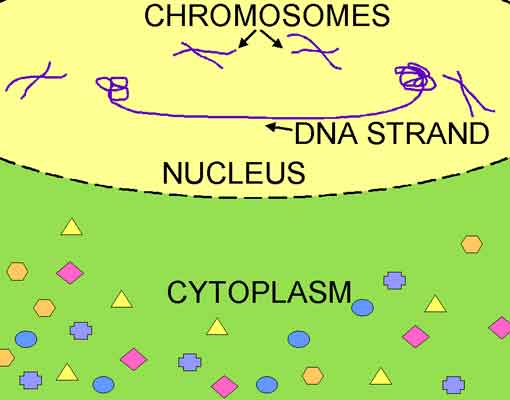 CHROMOSOMES
DNA STRAND
NUCLEUS
CYTOPLASM